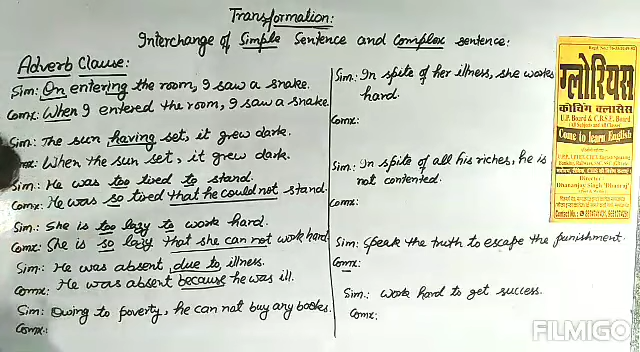 Transformation:
Interchange of Simple Sentence and Complex sentence:
Adverb Clause:
Sim: On entering the room, I saw a snake.
Comx: When I entered the room, I saw a snake.
Sim: The sun having set, it grew dark.
When the sun set, it grew dark.
Sim: He was too tired to stand.
Comx: He was so tired that he could not stand.
Sim: She is too lazy to work hard.
Comx: She is so lazy that she can not work hard
Sim: He was absent due to illness.
Comx: He was absent because he was ill.
Sim: Owing to poverty, he can not buy any books.
Comx:
Sim: In spite of her illness, she works
hard.
Comx:
Sim: In spite of all his riches, he is
not contented.
Comx:
Sim: Speak the truth to escape the punishment.
Comx:
Sim: Work hard to get success.
Comx:
ग्लोरियस
कोचिंग क्लासेस
U.P. Board & C.B.S.E. Board
Come to learn English
Director
Dhananjay Singh
FILMIGO